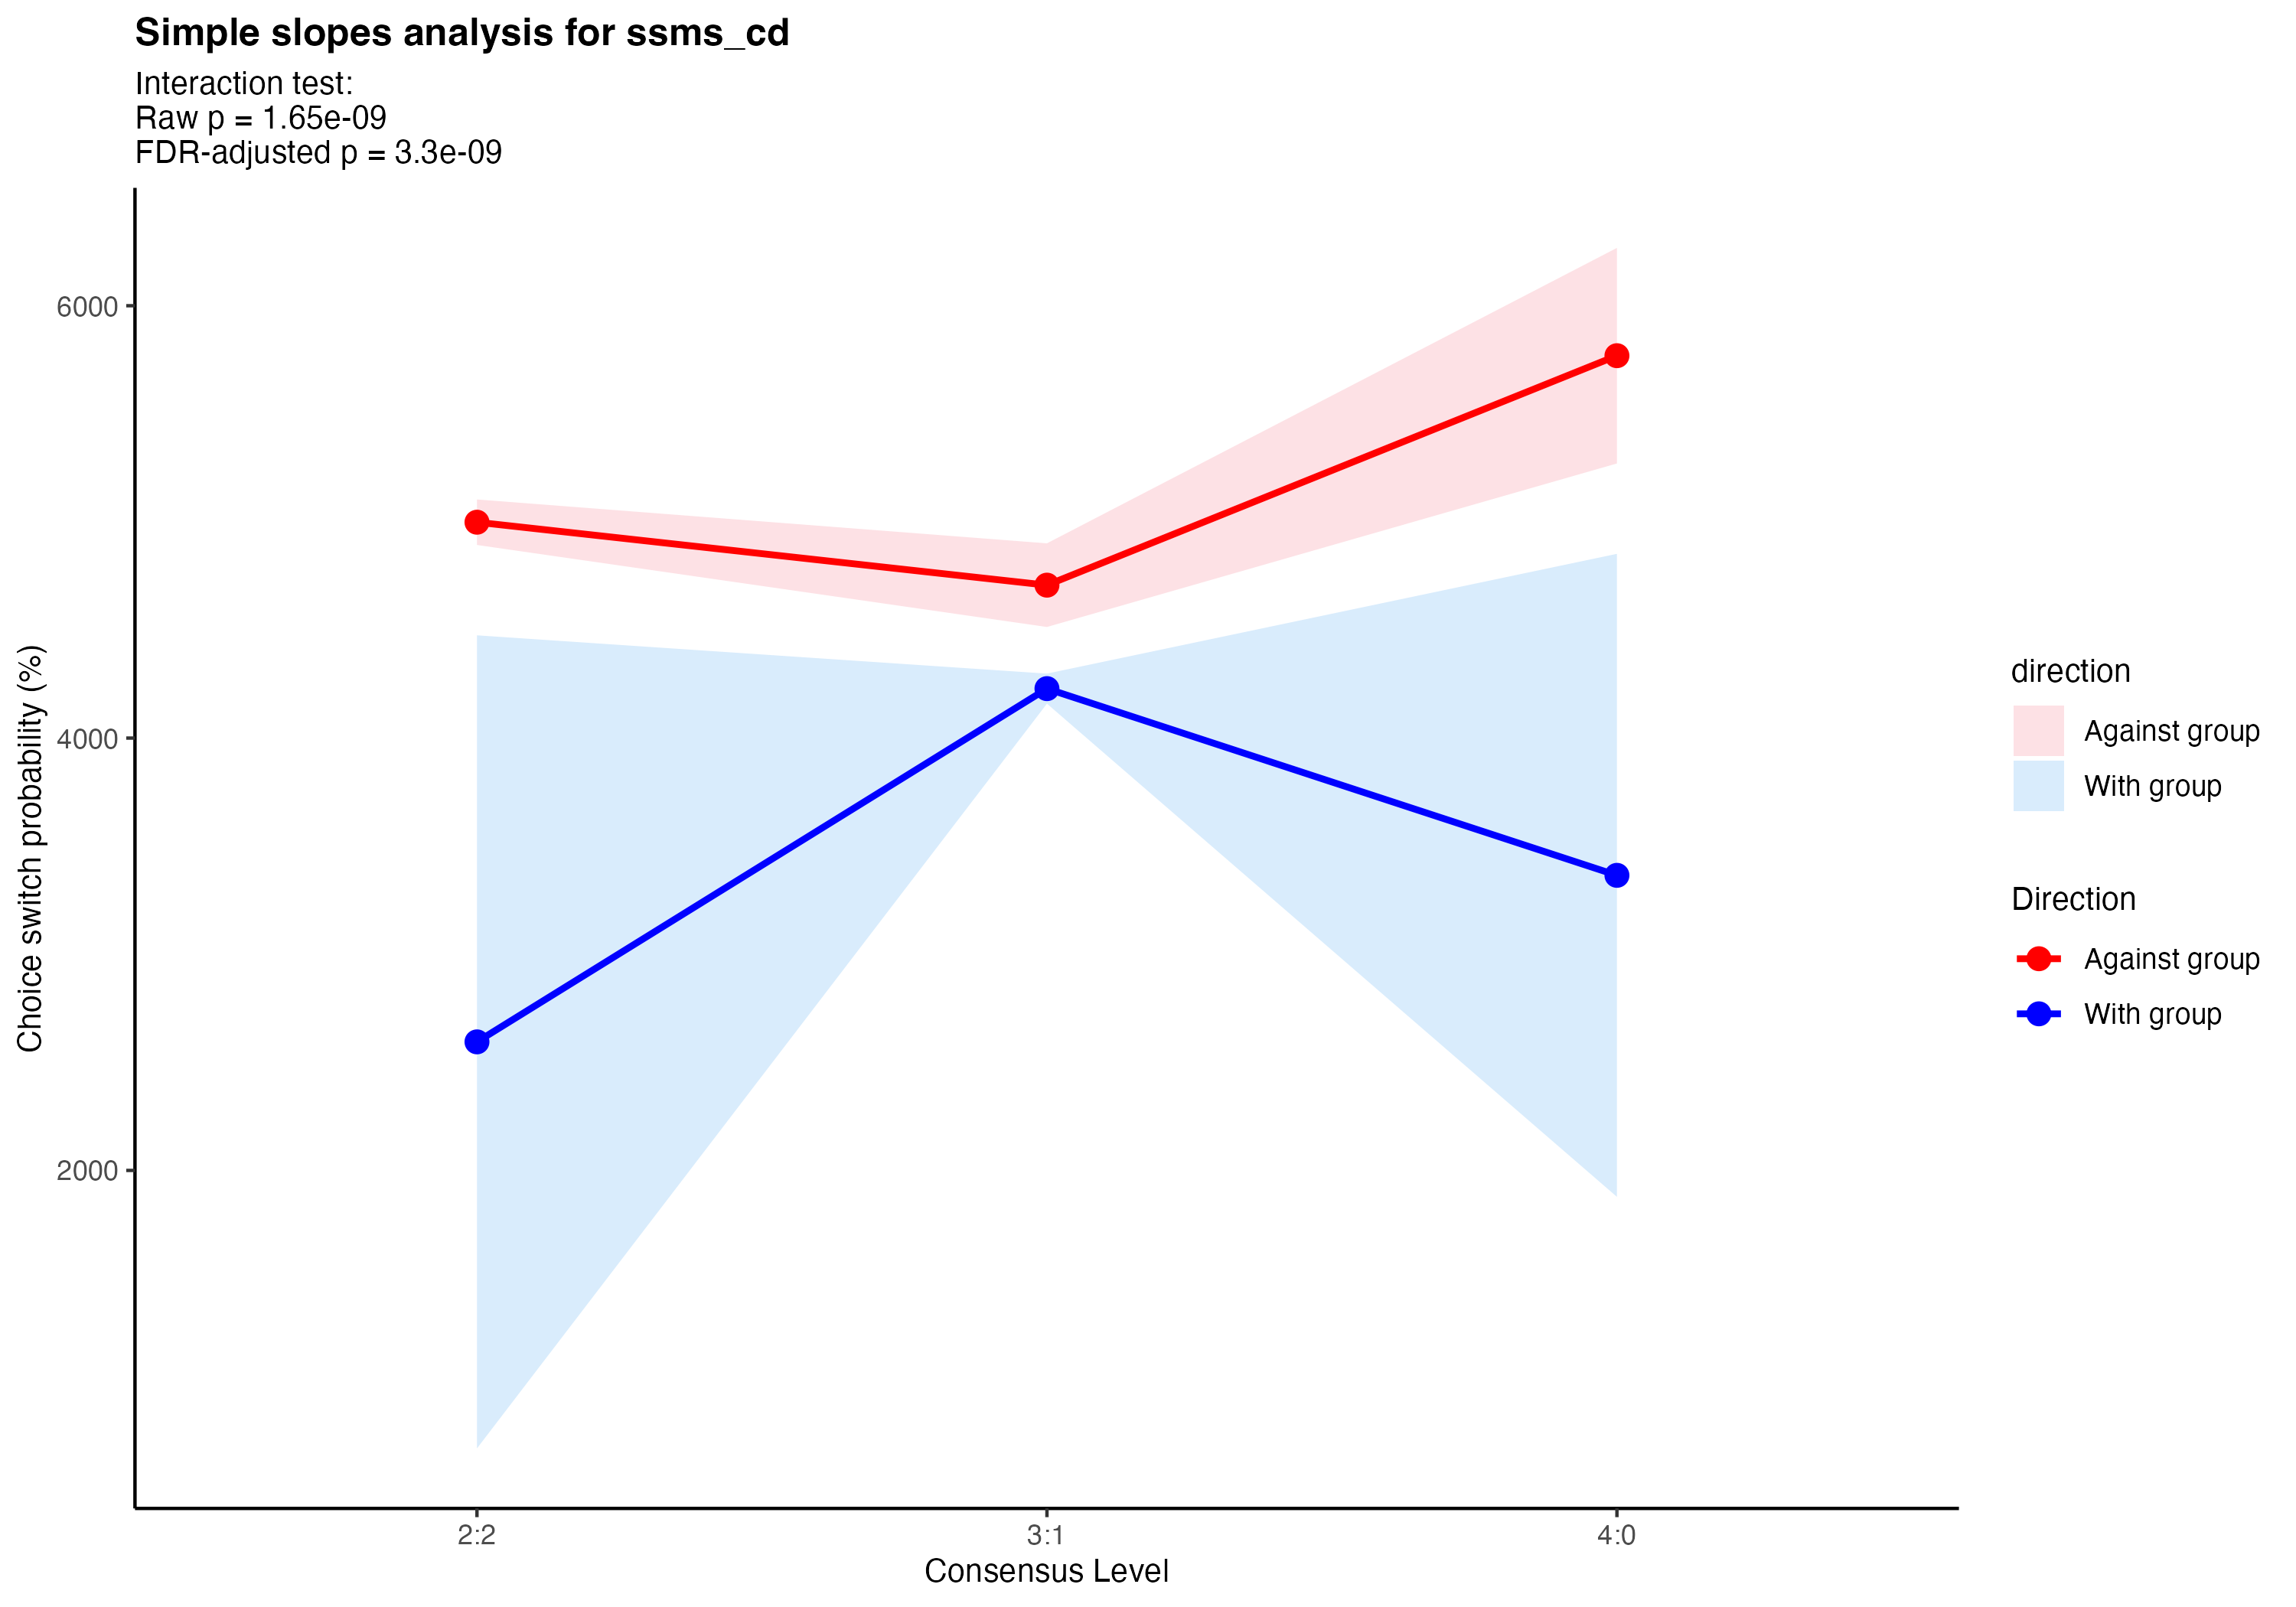 Simple slopes analysis for ssms_cd
Interaction test:
Raw p = 1.65e-09
FDR-adjusted p = 3.3e-09
Choice switch probability (%)
6000
4000
2000
2:2
3:1
4:0
Consensus Level
direction
Against group
With group
Direction
Against group
With group